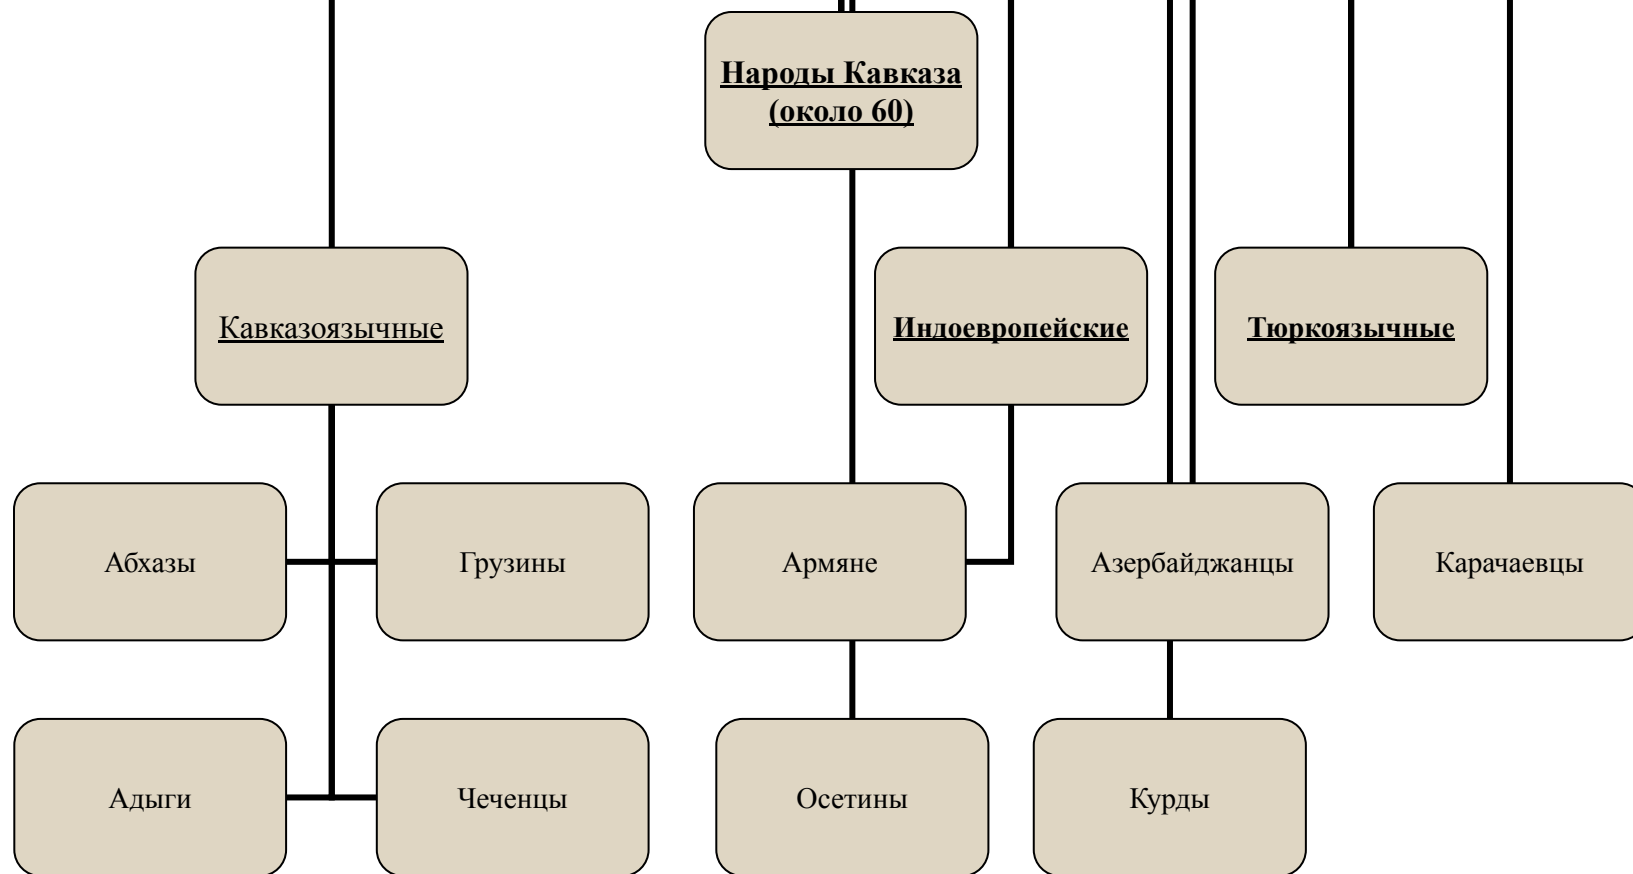 Народы Кавказа
(около 60)
Кавказоязычные
Индоевропейские
Тюркоязычные
Абхазы
Грузины
Армяне
Азербайджанцы
Карачаевцы
Адыги
Чеченцы
Осетины
Курды